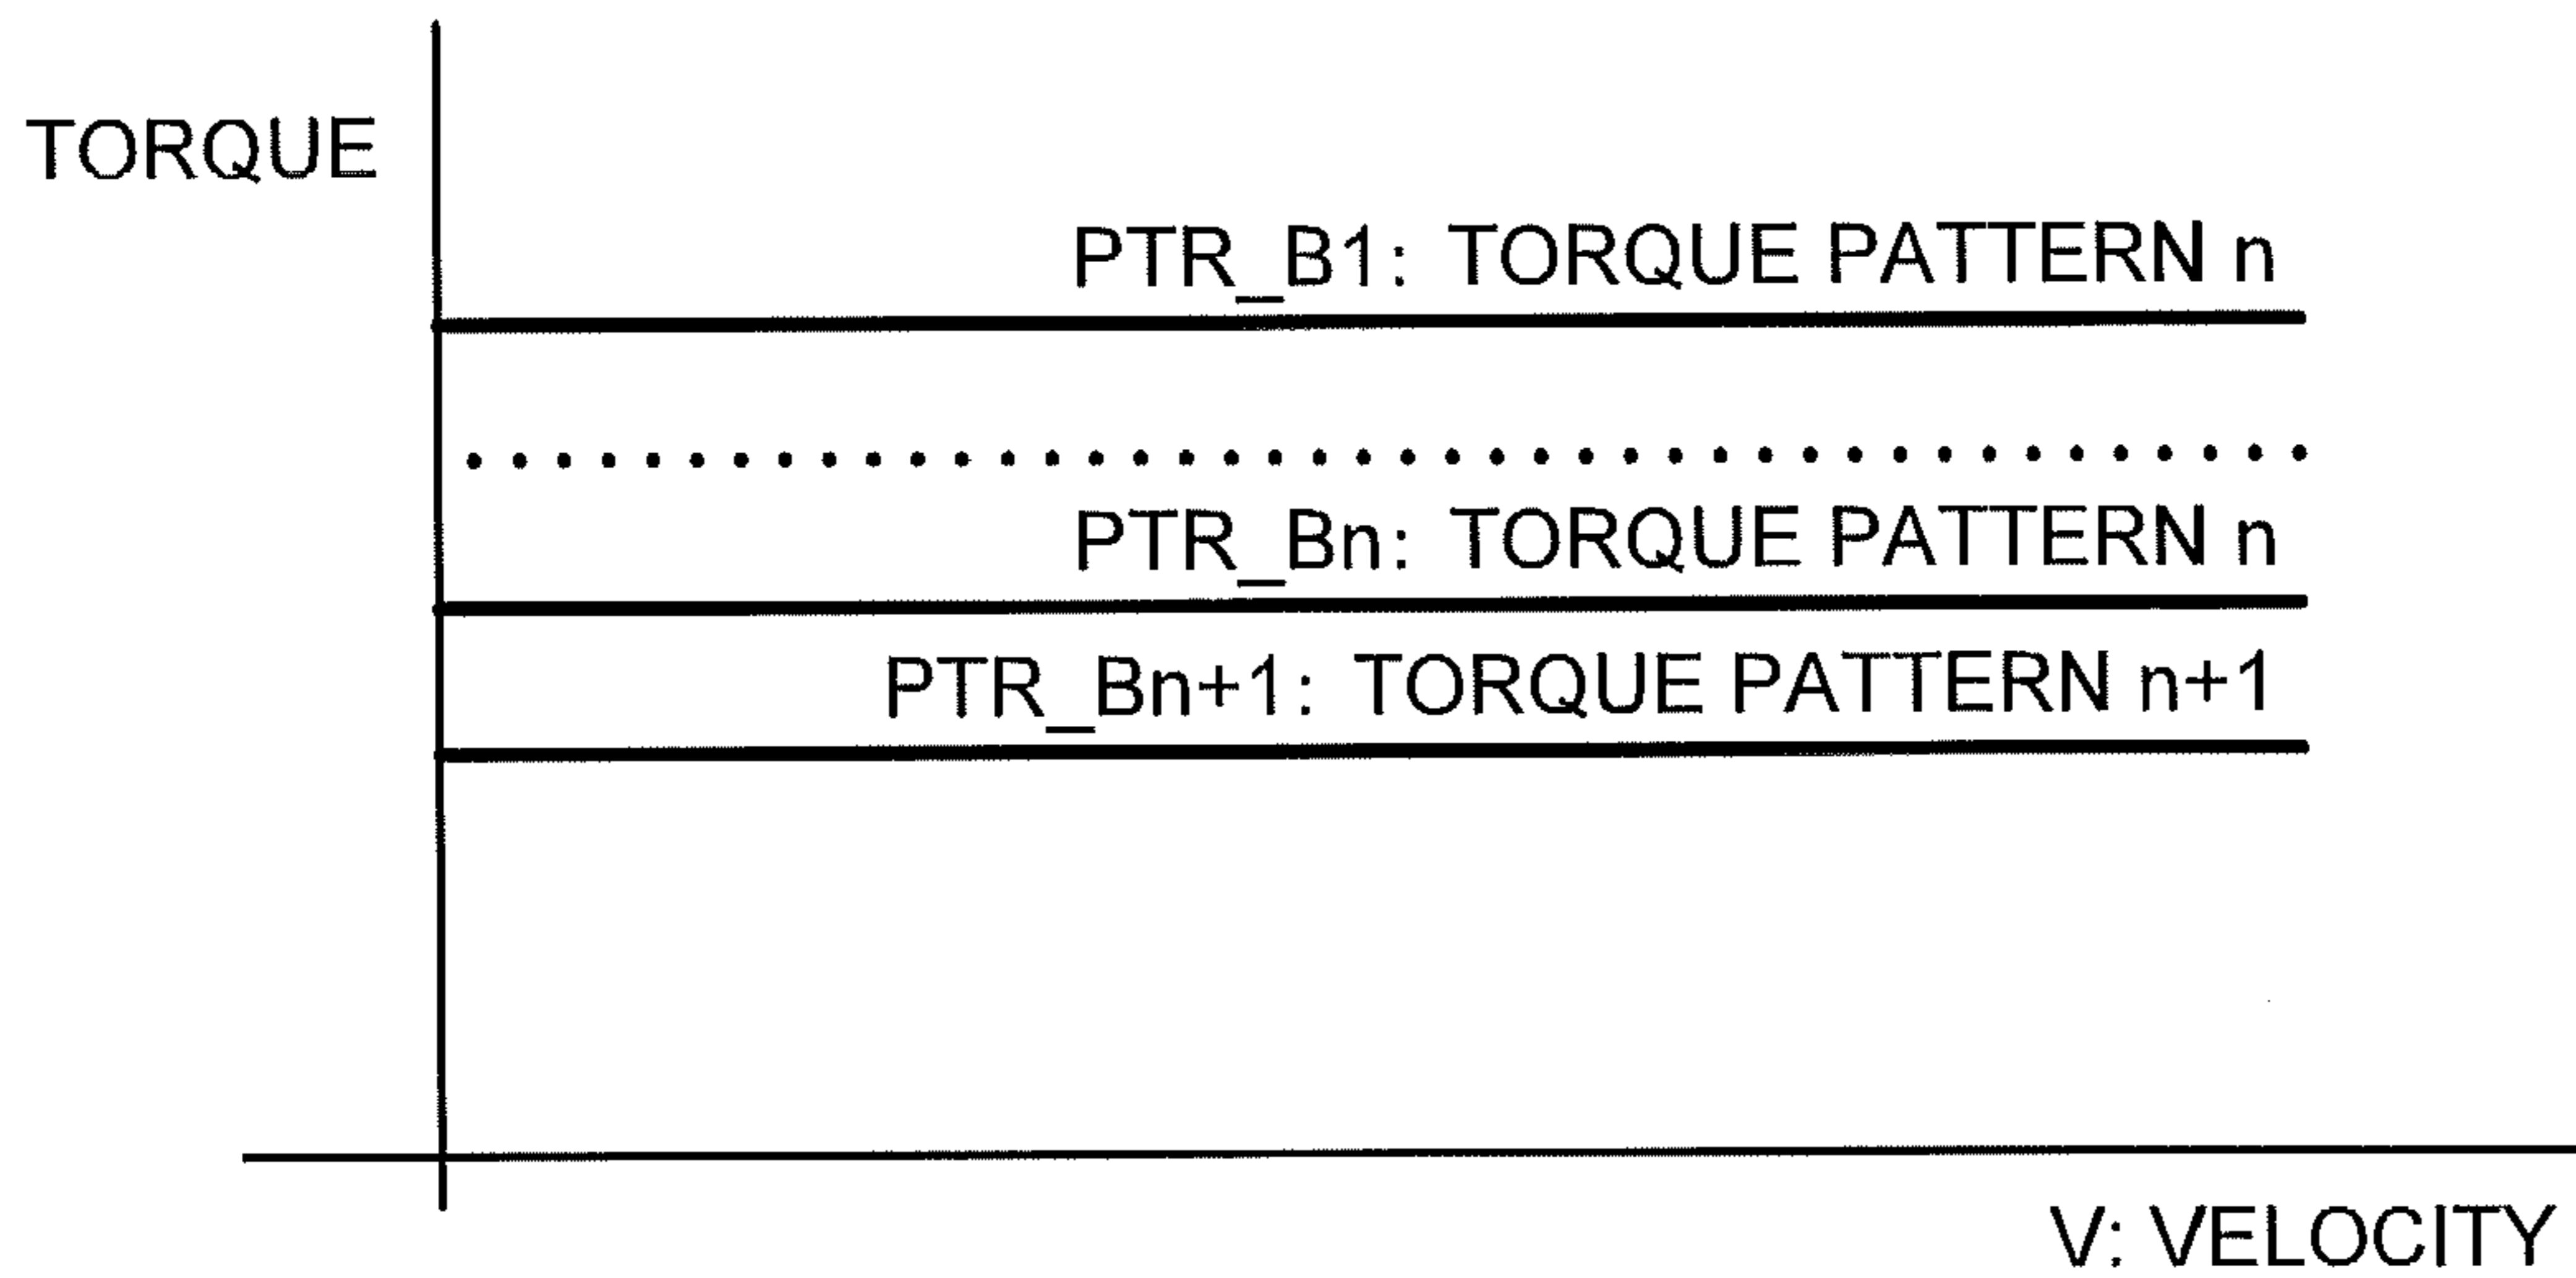 TORQUE
PTR_B1: TORQUE PATTERN n
PTR_Bn: TORQUE PATTERN n
PTR_Bn+1: TORQUE PATTERN n+1
V: VELOCITY